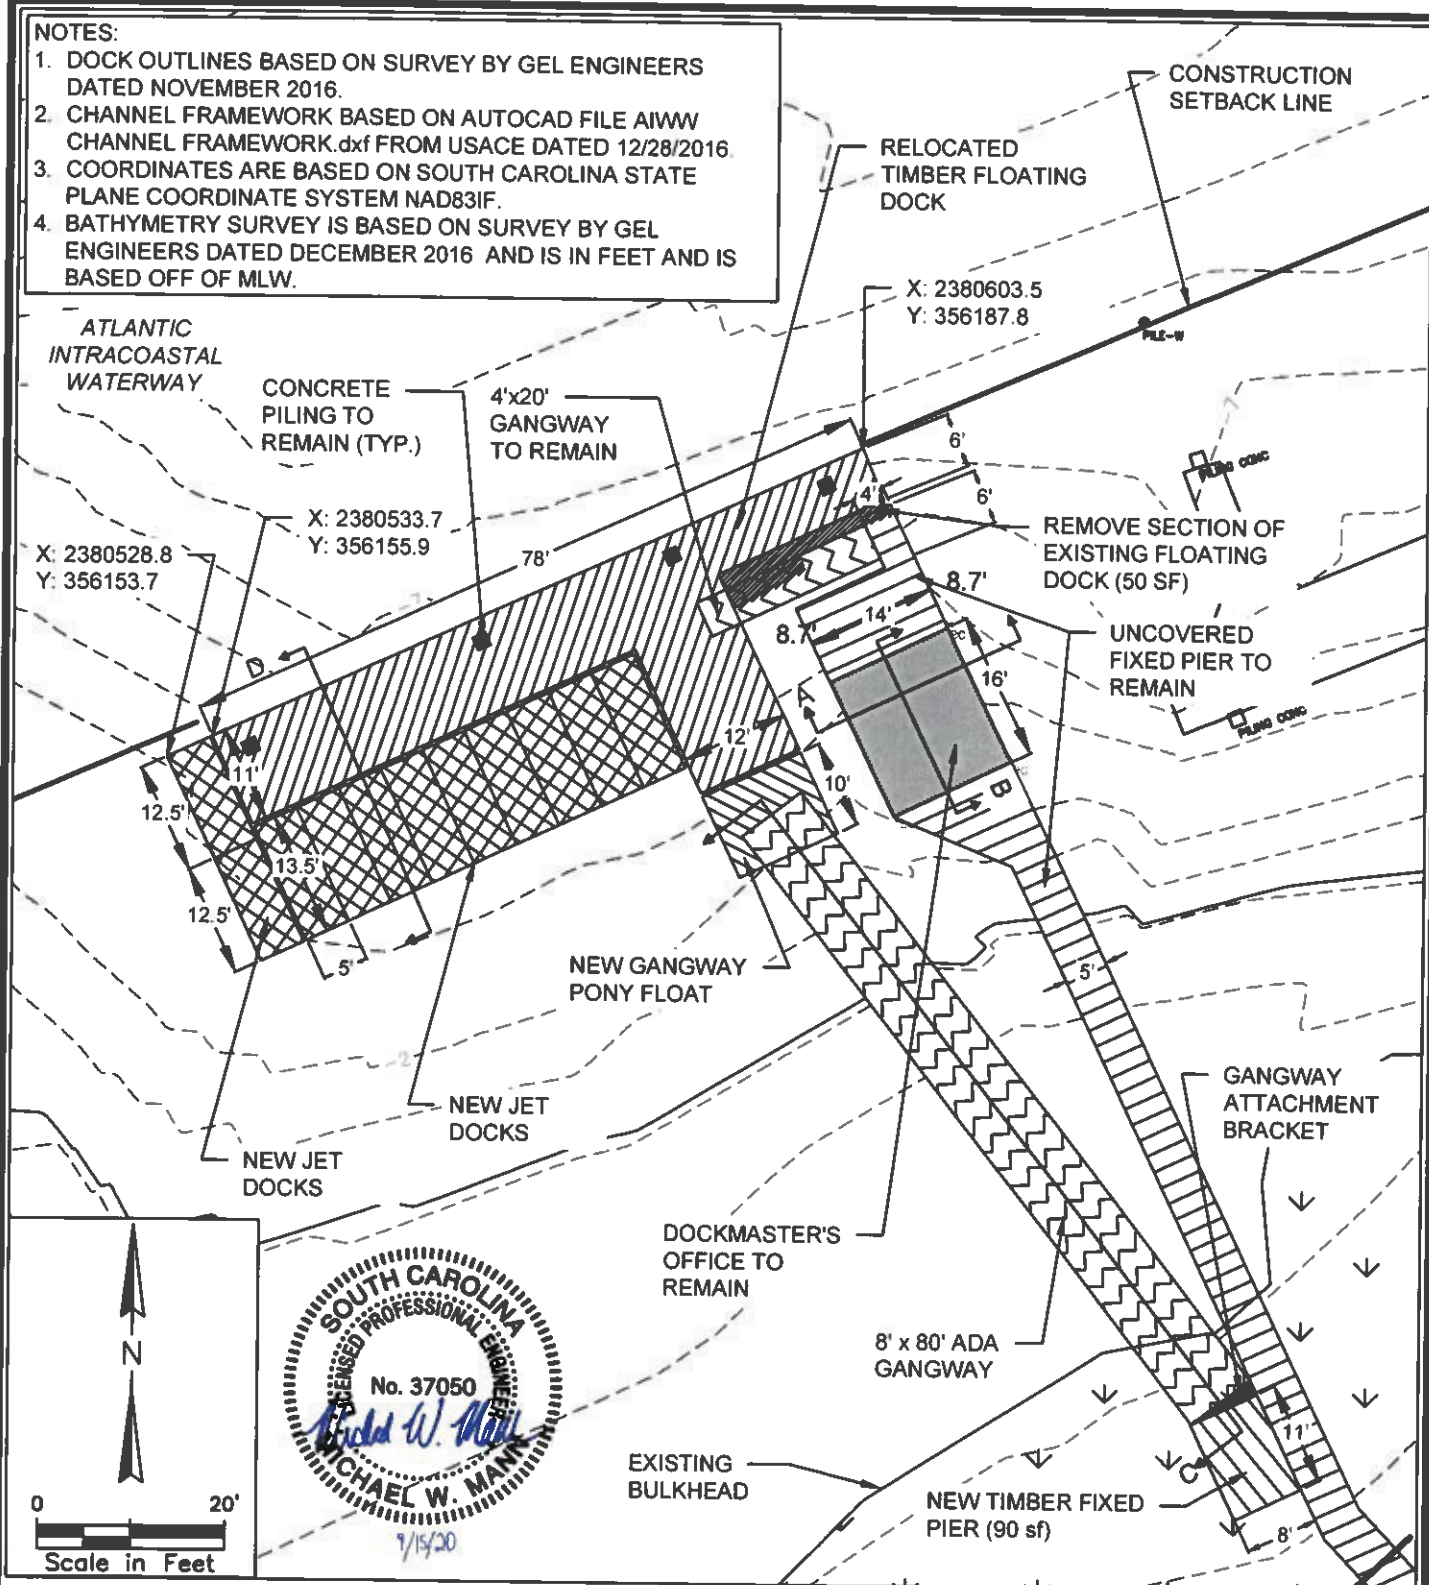 NOTES:
1. DOCK OUTLINES BASED ON SURVEY BY GEL ENGINEERS
DATED NOVEMBER 2016.
2. CHANNEL FRAMEWORK BASED ON AUTOCAD FILE AIWW
CHANNEL FRAMEWORK.dxf FROM USACE DATED 12/28/2016.
3. COORDINATES ARE BASED ON SOUTH CAROLINA STATE
PLANE COORDINATE SYSTEM NAD83IF.
4. BATHYMETRY SURVEY IS BASED ON SURVEY BY GEL
ENGINEERS DATED DECEMBER 2016 AND IS IN FEET AND IS
BASED OFF OF MLW.
CONSTRUCTION
SETBACK LINE
RELOCATED
TIMBER FLOATING
DOCK
X: 2380603.5
Y: 356187.8
PILE-W
ATLANTIC
INTRACOASTAL
WATERWAY
CONCRETE
PILING TO
REMAIN (TYP.)
4'x20'
GANGWAY
TO REMAIN
6'
6'
4'
PILING CONC
X: 2380533.7
Y: 356155.9
X: 2380528.8
Y: 356153.7
78'
REMOVE SECTION OF
EXISTING FLOATING
DOCK (50 SF)
8.7'
14'
8.7'
UNCOVERED
FIXED PIER TO
REMAIN
16'
PILING CONC
D
A
12'
10'
B
11'
12.5'
13.5'
12.5'
5'
NEW GANGWAY
PONY FLOAT
5'
-2
NEW JET
DOCKS
NEW JET
DOCKS
GANGWAY
ATTACHMENT
BRACKET
DOCKMASTER'S
OFFICE TO
REMAIN
8' x 80' ADA
GANGWAY
11'
C
EXISTING
BULKHEAD
NEW TIMBER FIXED
PIER (90 sf)
8'
N
0 20'
Scale in Feet
SOUTH CAROLINA
LICENSED PROFESSIONAL ENGINEER
No. 37050
Michael W. Mann
MICHAEL W. MANN
9/15/20